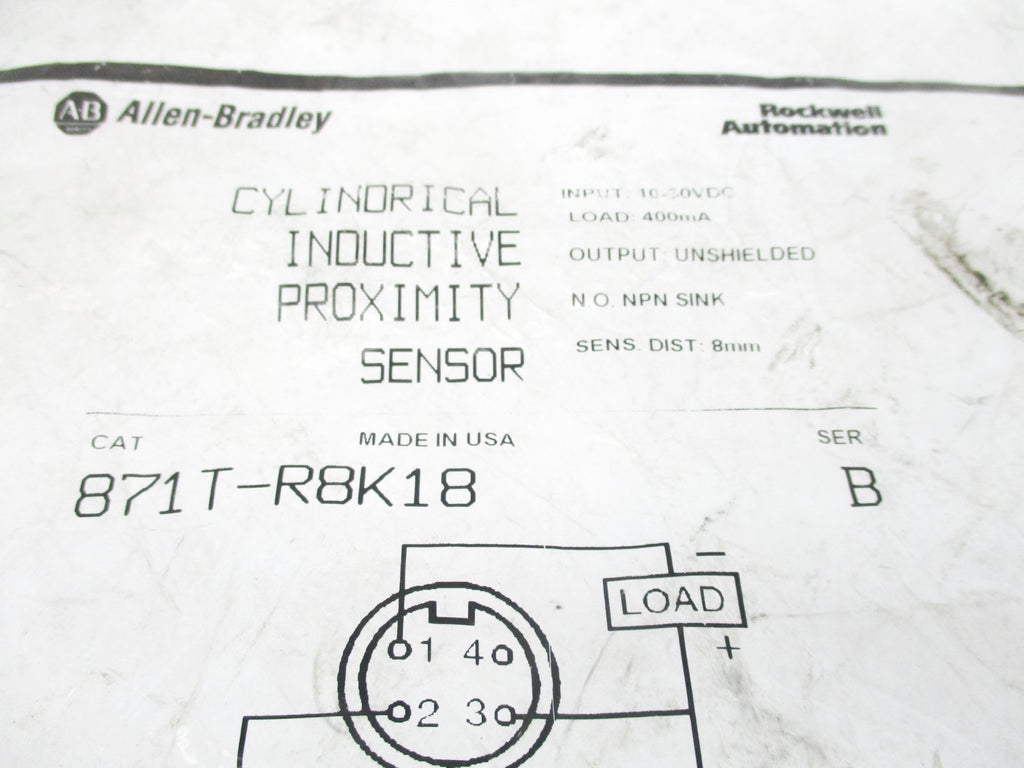 AB Allen-Bradley
Rockwell
Automation
CYLINDRICAL
INDUCTIVE
PROXIMITY
SENSOR
INPUT: 10-30VDC
LOAD: 400mA
OUTPUT: UNSHIELDED
N.O. NPN SINK
SENS. DIST: 8mm
CAT MADE IN USA SER
871T-R8K18 B
−
LOAD
+
1 4
2 3